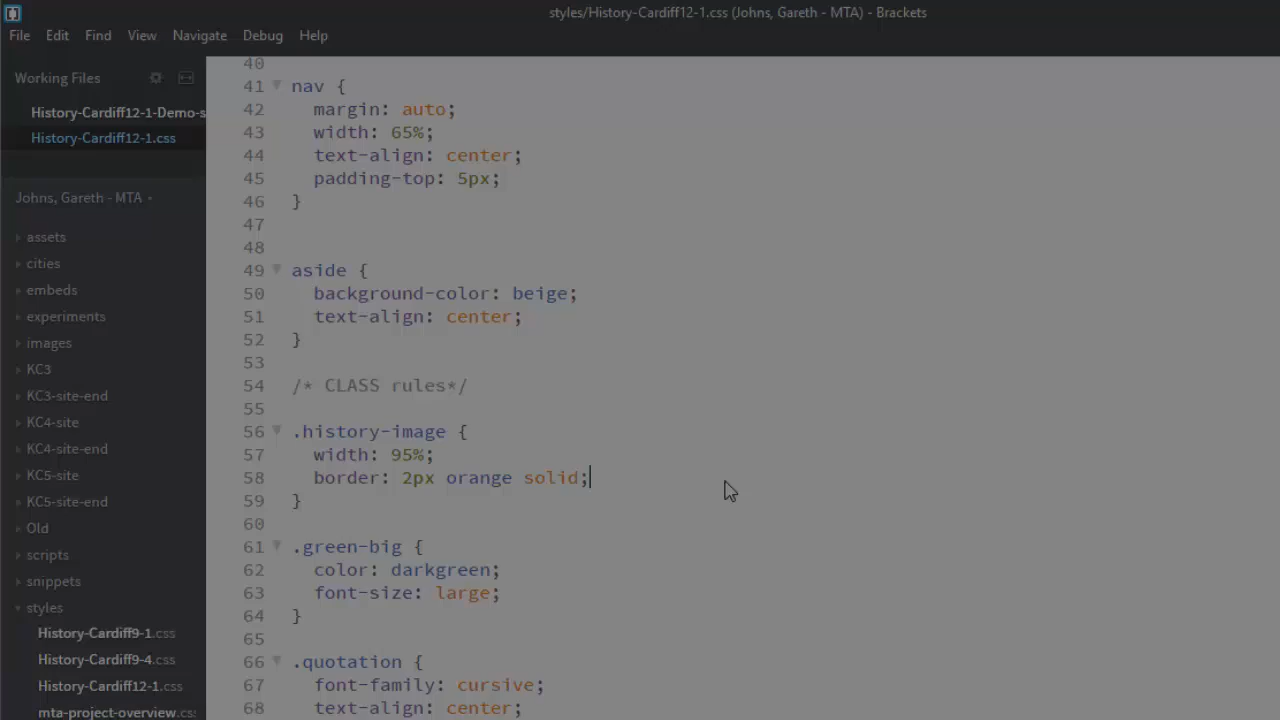 styles/History-Cardiff12-1.css (Johns, Gareth - MTA) - Brackets
File Edit Find View Navigate Debug Help
Working Files
History-Cardiff12-1-Demo-s
History-Cardiff12-1.css
Johns, Gareth - MTA
assets
cities
embeds
experiments
images
KC3
KC3-site-end
KC4-site
KC4-site-end
KC5-site
KC5-site-end
Old
scripts
snippets
styles
History-Cardiff9-1.css
History-Cardiff9-4.css
History-Cardiff12-1.css
mta-project-overview.css
40
41 nav {
42 margin: auto;
43 width: 65%;
44 text-align: center;
45 padding-top: 5px;
46 }
47
48
49 aside {
50 background-color: beige;
51 text-align: center;
52 }
53
54 /* CLASS rules*/
55
56 .history-image {
57 width: 95%;
58 border: 2px orange solid;
59 }
60
61 .green-big {
62 color: darkgreen;
63 font-size: large;
64 }
65
66 .quotation {
67 font-family: cursive;
68 text-align: center;